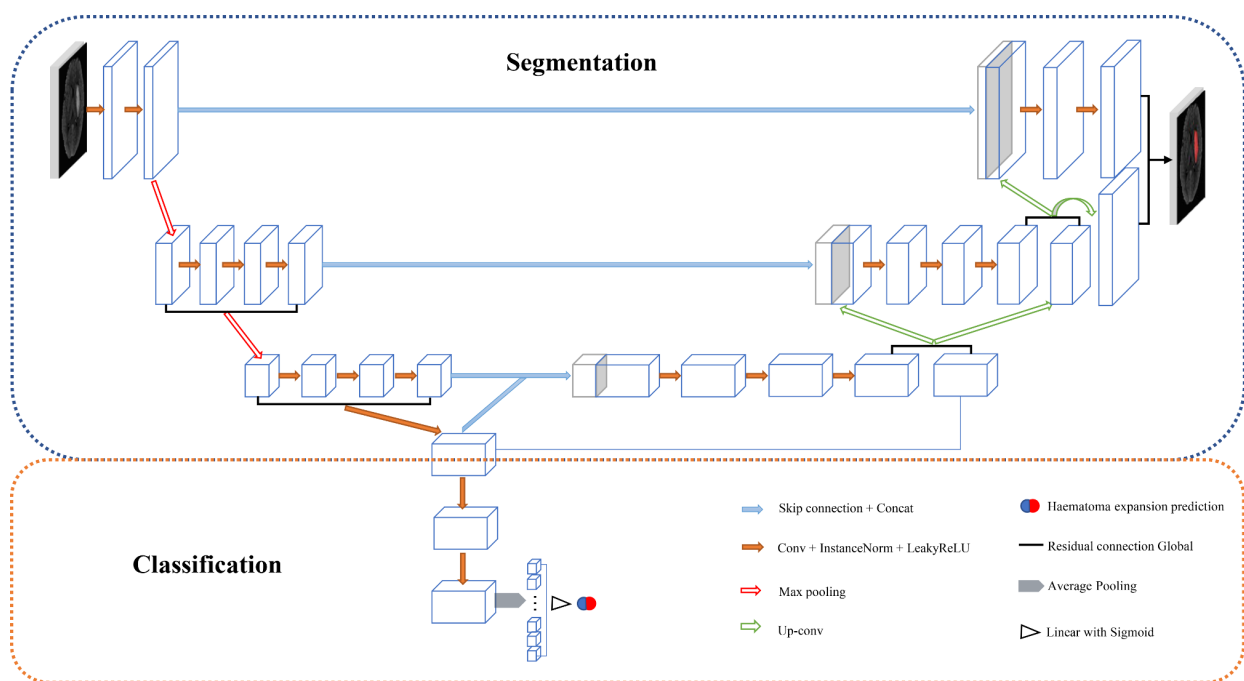 Segmentation
Classification
Skip connection + Concat
Conv + InstanceNorm + LeakyReLU
Max pooling
Up-conv
Haematoma expansion prediction
Residual connection Global
Average Pooling
Linear with Sigmoid